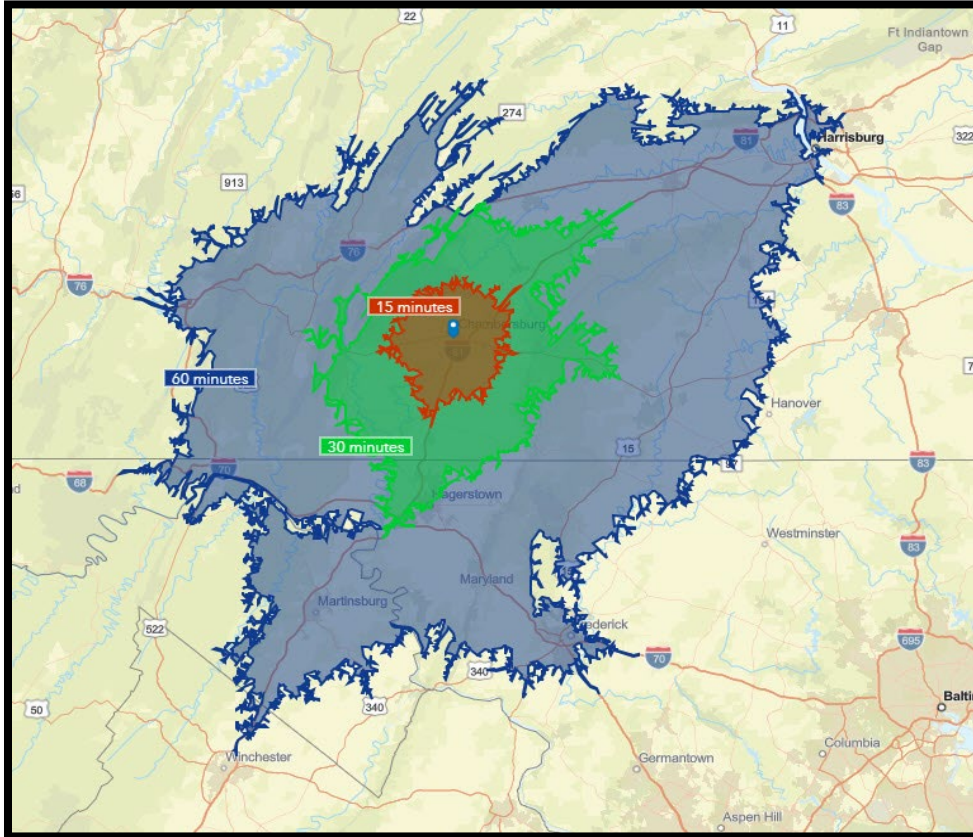 22
11
Ft Indiantown
Gap
274
81
Harrisburg
322
913
83
76
76
15 minutes
Chambersburg
81
60 minutes
Hanover
30 minutes
15
70
83
68
Hagerstown
Westminster
83
Maryland
Martinsburg
522
Frederick
695
70
340
50
340
Balti
Winchester
Columbia
Germantown
Aspen Hill